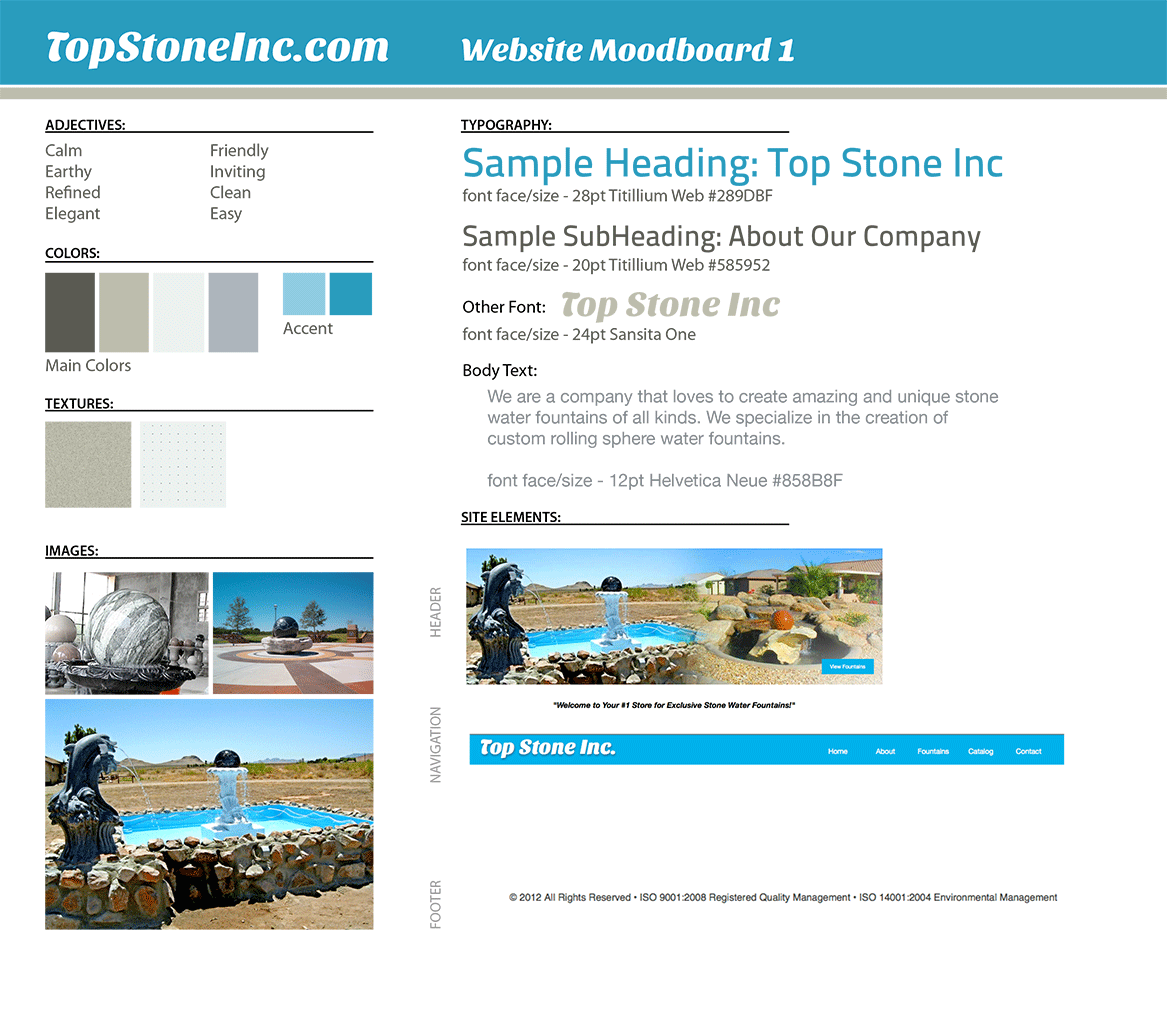 TopStoneInc.com
Website Moodboard 1
ADJECTIVES:
Calm
Earthy
Refined
Elegant
Friendly
Inviting
Clean
Easy
COLORS:
Accent
Main Colors
TEXTURES:
IMAGES:
TYPOGRAPHY:
Sample Heading: Top Stone Inc
font face/size - 28pt Titillium Web #289DBF
Sample SubHeading: About Our Company
font face/size - 20pt Titillium Web #585952
Other Font: Top Stone Inc
font face/size - 24pt Sansita One
Body Text:
We are a company that loves to create amazing and unique stone
water fountains of all kinds. We specialize in the creation of
custom rolling sphere water fountains.
font face/size - 12pt Helvetica Neue #858B8F
SITE ELEMENTS:
HEADER
View Fountains
"Welcome to Your #1 Store for Exclusive Stone Water Fountains!"
NAVIGATION
Top Stone Inc.
Home About Fountains Catalog Contact
FOOTER
© 2012 All Rights Reserved • ISO 9001:2008 Registered Quality Management • ISO 14001:2004 Environmental Management